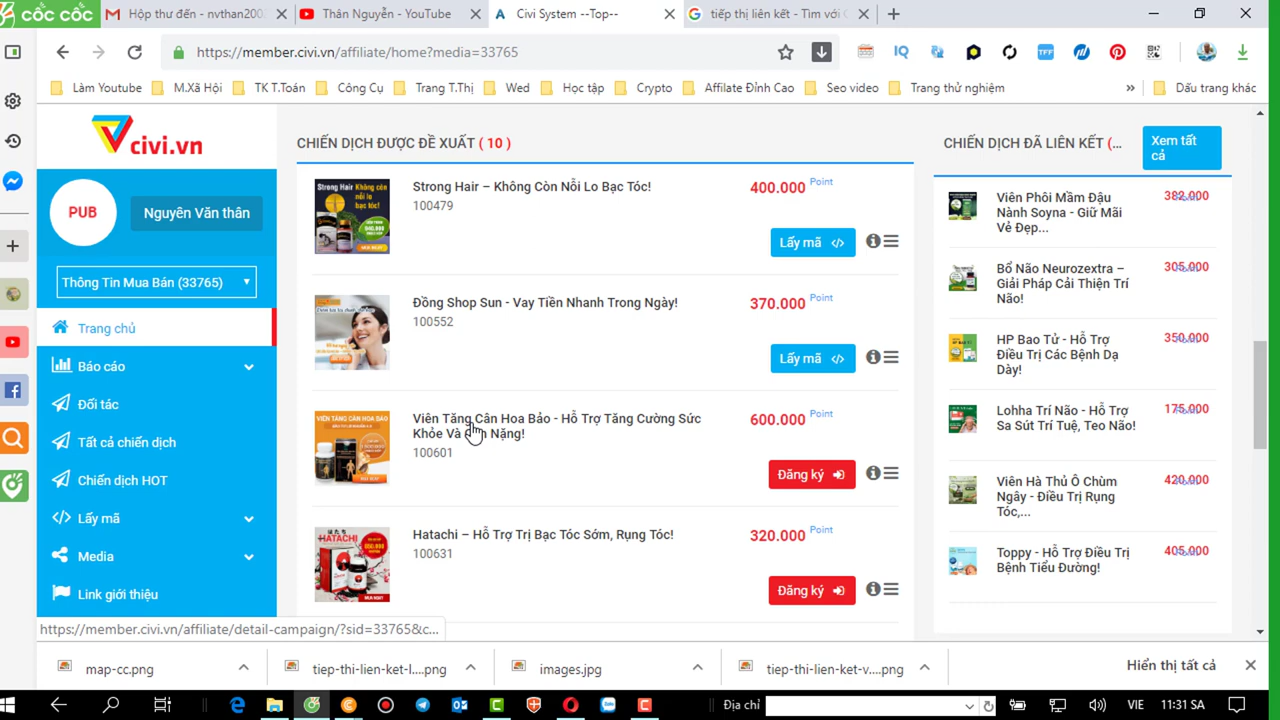 Hộp thư đến - nvthan200
Thân Nguyễn - YouTube
Civi System --Top--
tiếp thị liên kết - Tìm với C
https://member.civi.vn/affiliate/home?media=33765
Làm Youtube
M.Xã Hội
TK T.Toán
Công Cụ
Trang T.Thị
Wed
Học tập
Crypto
Affilate Đỉnh Cao
Seo video
Trang thử nghiệm
Dấu trang khác
civi.vn
PUB
Nguyễn Văn thân
Thông Tin Mua Bán (33765)
Trang chủ
Báo cáo
Đối tác
Tất cả chiến dịch
Chiến dịch HOT
Lấy mã
Media
Link giới thiệu
CHIẾN DỊCH ĐƯỢC ĐỀ XUẤT ( 10 )
Strong Hair – Không Còn Nỗi Lo Bạc Tóc!
100479
400.000 Point
Lấy mã
Đồng Shop Sun - Vay Tiền Nhanh Trong Ngày!
100552
370.000 Point
Lấy mã
Viên Tăng Cân Hoa Bảo - Hỗ Trợ Tăng Cường Sức
Khỏe Và Nặng!
100601
600.000 Point
Đăng ký
Hatachi – Hỗ Trợ Trị Bạc Tóc Sớm, Rụng Tóc!
100631
320.000 Point
Đăng ký
CHIẾN DỊCH ĐÃ LIÊN KẾT (...
Xem tất
cả
Viên Phôi Mầm Đậu
Nành Soyna - Giữ Mãi
Vẻ Đẹp...
382.000
Bổ Não Neurozextra –
Giải Pháp Cải Thiện Trí
Não!
305.000
HP Bao Tử - Hỗ Trợ
Điều Trị Các Bệnh Dạ
Dày!
350.000
Lohha Trí Não - Hỗ Trợ
Sa Sút Trí Tuệ, Teo Não!
175.000
Viên Hà Thủ Ô Chùm
Ngây - Điều Trị Rụng
Tóc,...
420.000
Toppy - Hỗ Trợ Điều Trị
Bệnh Tiểu Đường!
405.000
https://member.civi.vn/affiliate/detail-campaign/?sid=33765&c...
map-cc.png
tiep-thi-lien-ket-l....png
images.jpg
tiep-thi-lien-ket-v....png
Hiển thị tất cả
Địa chỉ
VIE
11:31 SA